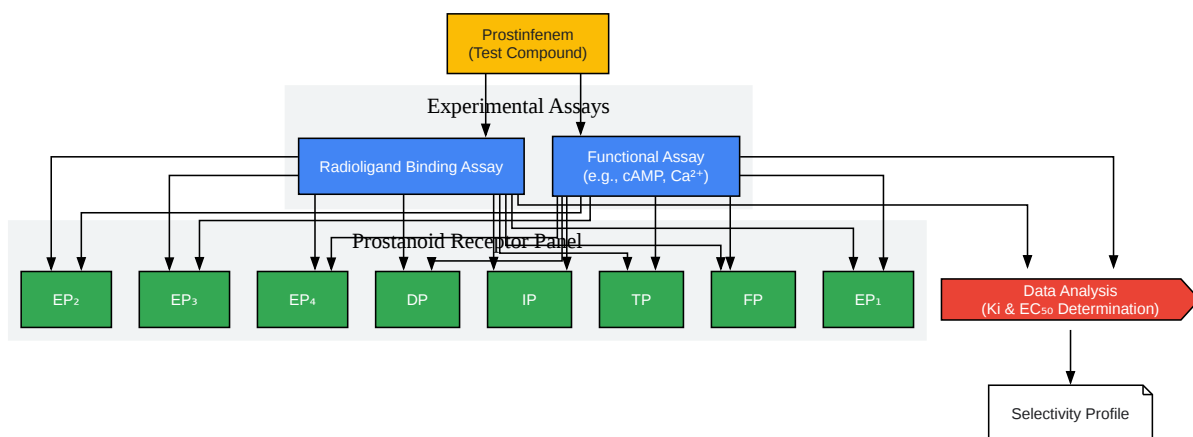 Prostinfenem
(Test Compound)
Experimental Assays
Radioligand Binding Assay
Functional Assay
(e.g., cAMP, Ca²⁺)
Prostanoid Receptor Panel
EP₂
EP₃
EP₄
DP
IP
TP
FP
EP₁
Data Analysis
(Ki & EC₅₀ Determination)
Selectivity Profile